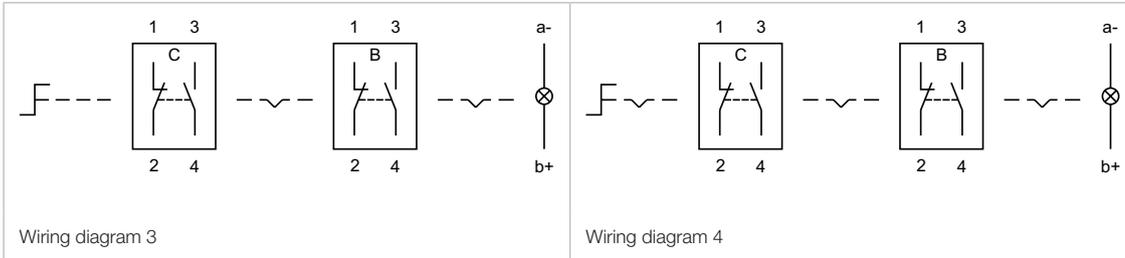 1 3 1 3 a- 1 3 1 3 a-
C B C B
2 4 2 4 b+ 2 4 2 4 b+
Wiring diagram 3 Wiring diagram 4